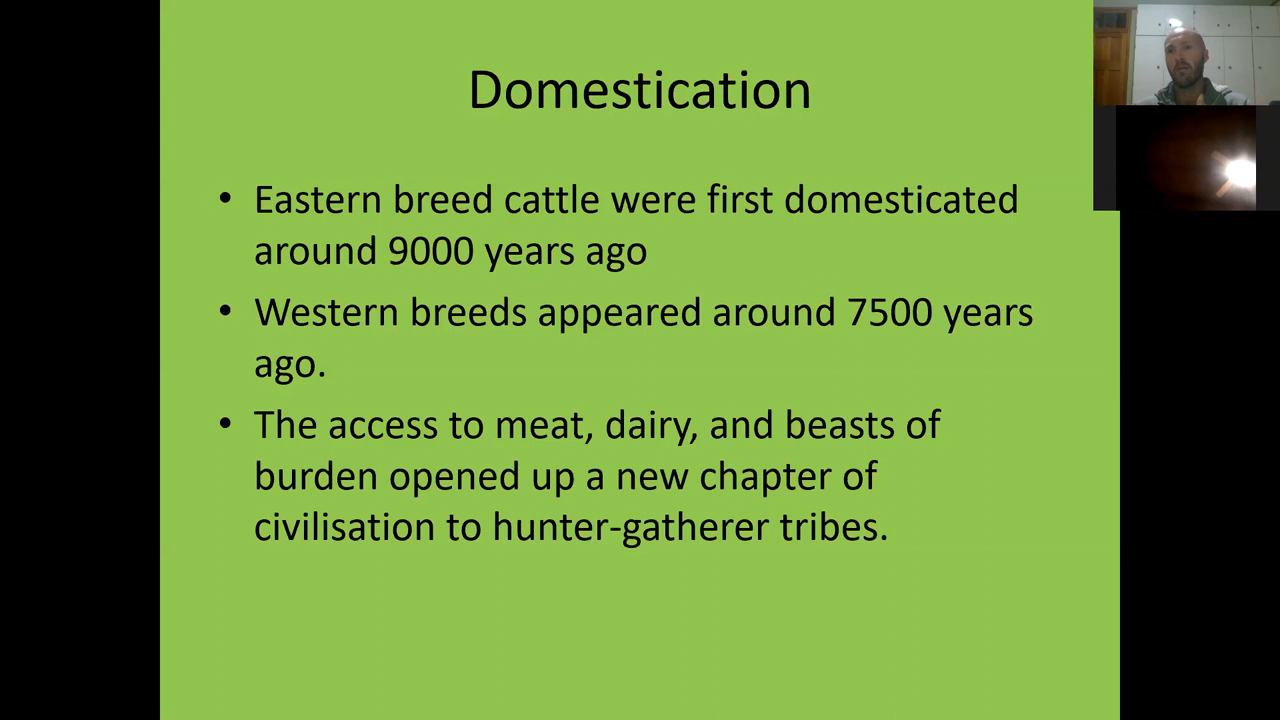 Domestication
• Eastern breed cattle were first domesticated
around 9000 years ago
• Western breeds appeared around 7500 years
ago.
• The access to meat, dairy, and beasts of
burden opened up a new chapter of
civilisation to hunter-gatherer tribes.